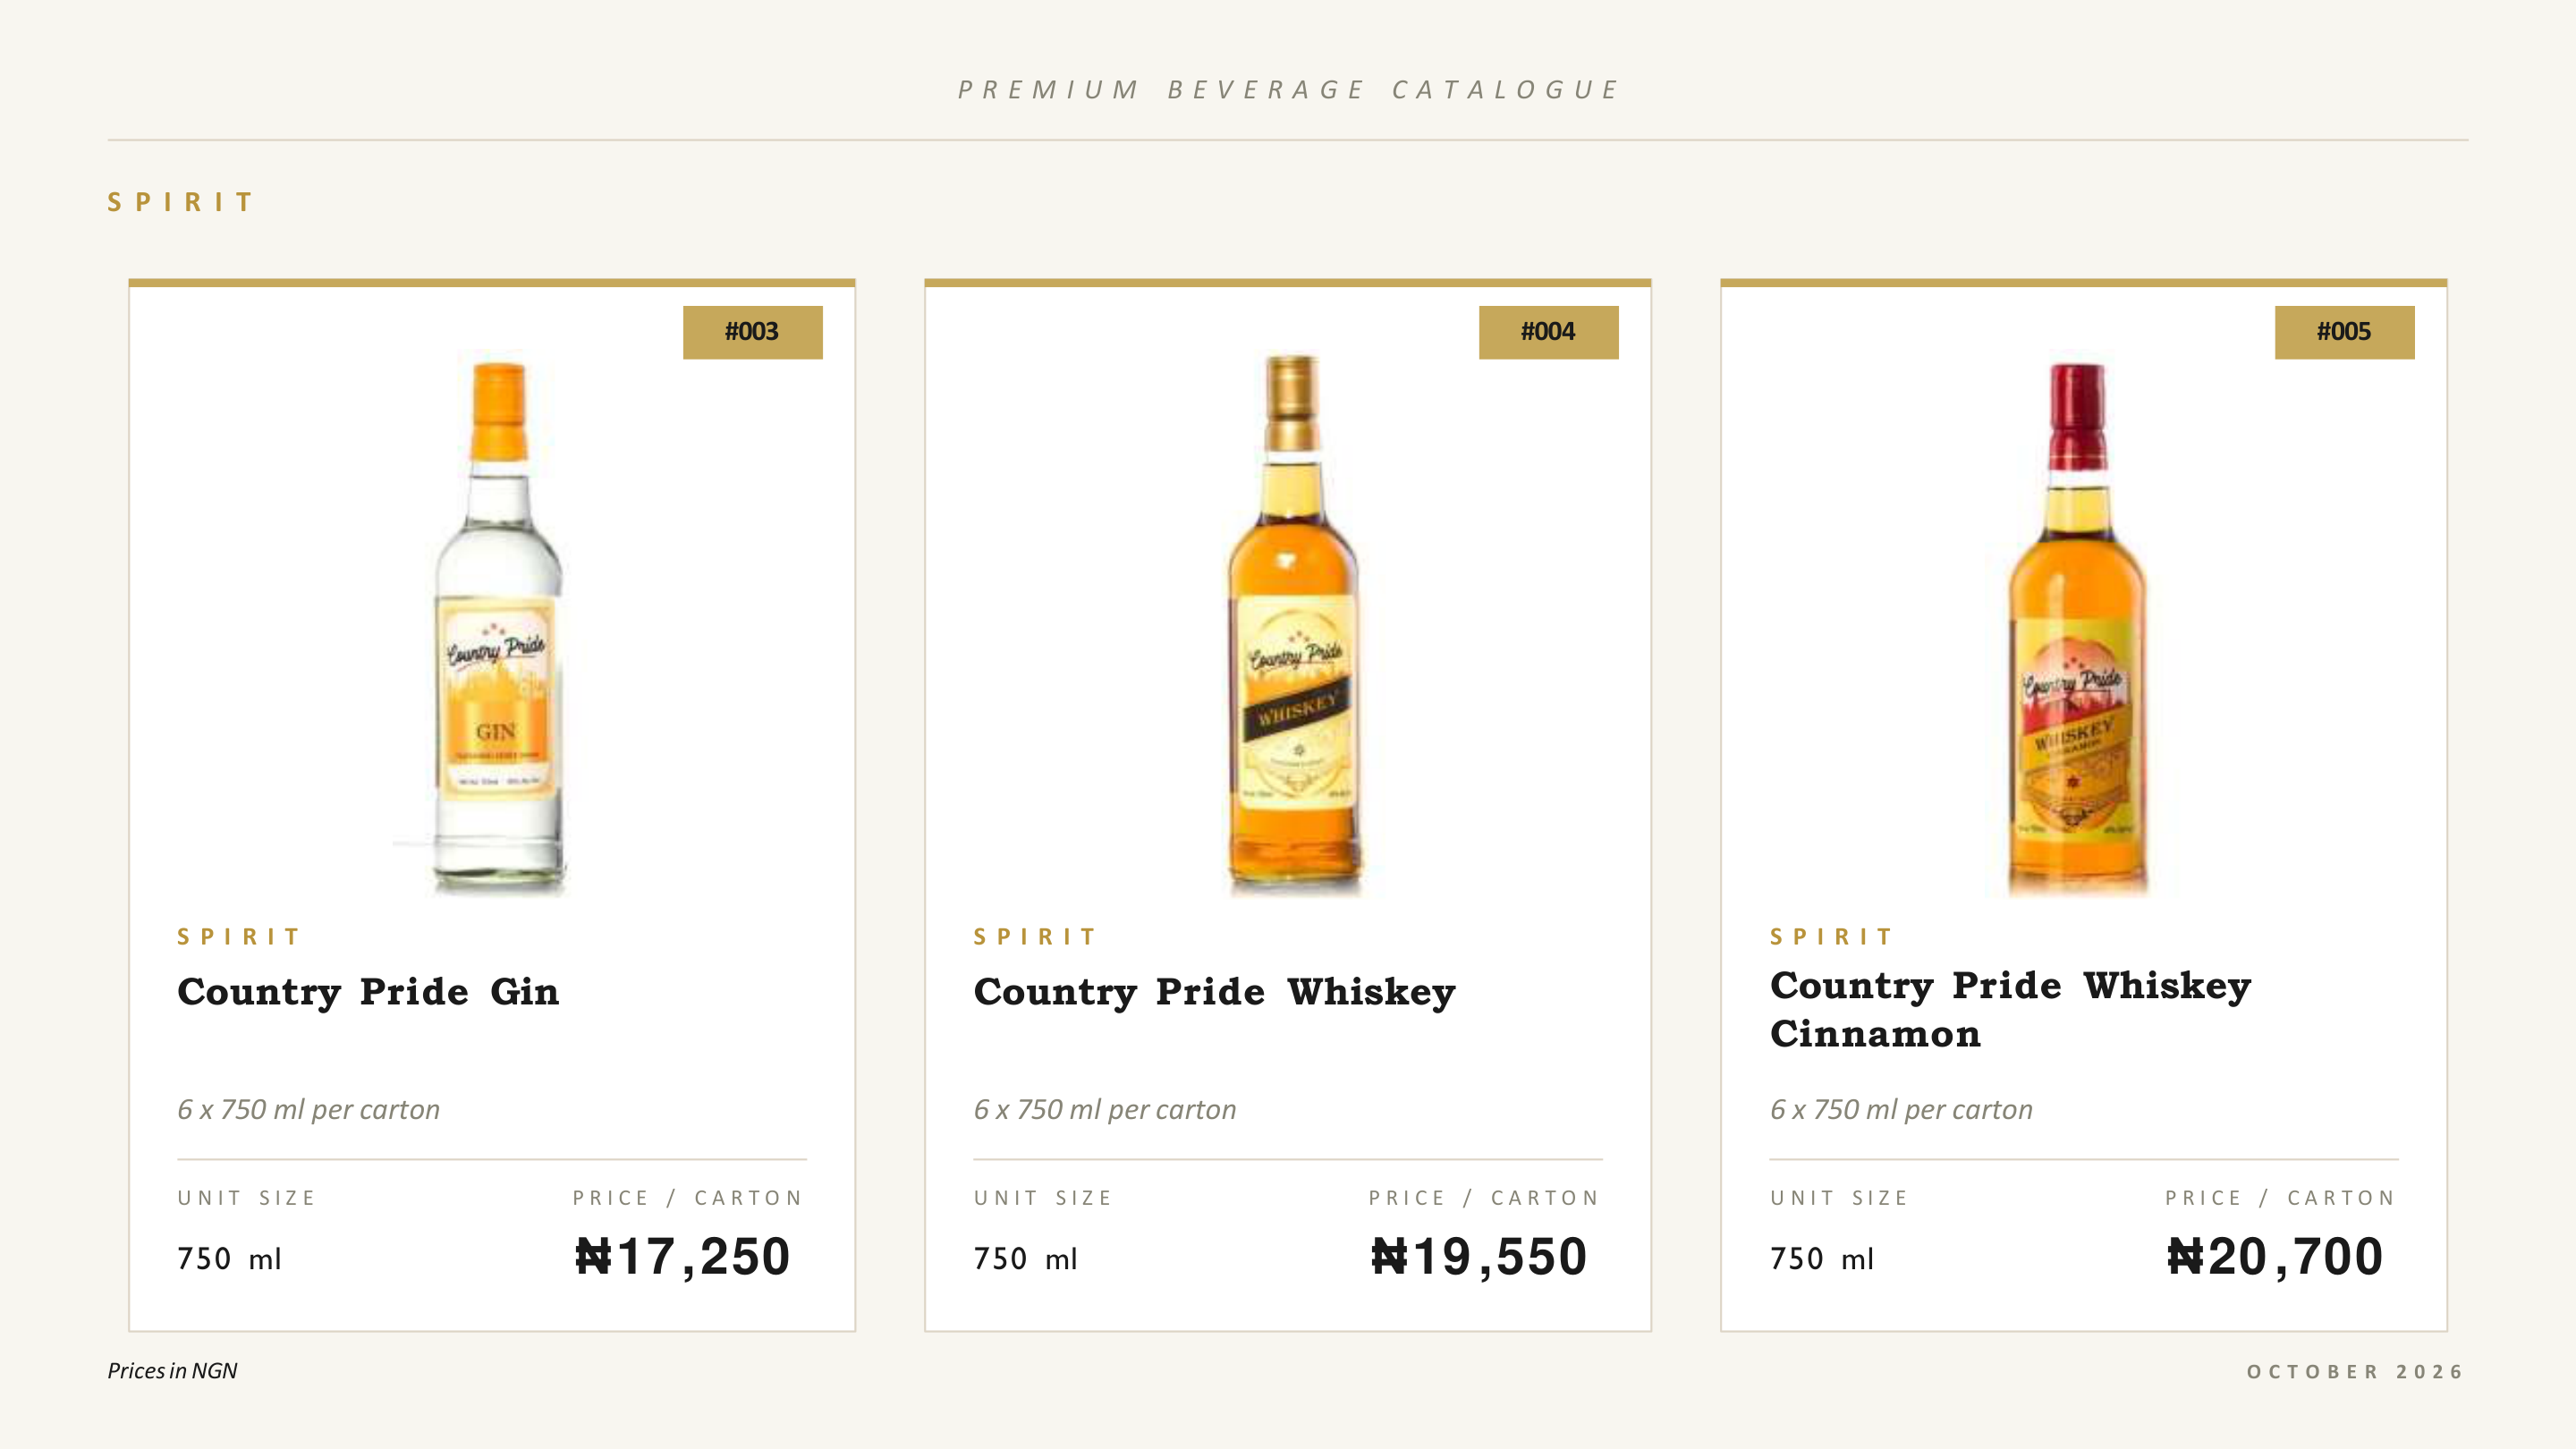 PREMIUM BEVERAGE CATALOGUE
SPIRIT
#003
Country Pride
GIN
SPIRIT
Country Pride Gin
6 x 750 ml per carton
UNIT SIZE PRICE / CARTON
750 ml ₦17,250
#004
Country Pride
WHISKEY
SPIRIT
Country Pride Whiskey
6 x 750 ml per carton
UNIT SIZE PRICE / CARTON
750 ml ₦19,550
#005
Country Pride
WHISKEY
SPIRIT
Country Pride Whiskey
Cinnamon
6 x 750 ml per carton
UNIT SIZE PRICE / CARTON
750 ml ₦20,700
Prices in NGN
OCTOBER 2026